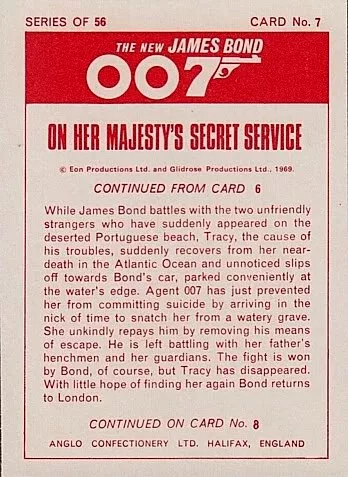 SERIES OF 56 CARD No. 7
THE NEW JAMES BOND
007
ON HER MAJESTY'S SECRET SERVICE
© Eon Productions Ltd. and Glidrose Productions Ltd., 1969.
CONTINUED FROM CARD 6
While James Bond battles with the two unfriendly
strangers who have suddenly appeared on the
deserted Portuguese beach, Tracy, the cause of
his troubles, suddenly recovers from her near-
death in the Atlantic Ocean and unnoticed slips
off towards Bond's car, parked conveniently at
the water's edge. Agent 007 has just prevented
her from committing suicide by arriving in the
nick of time to snatch her from a watery grave.
She unkindly repays him by removing his means
of escape. He is left battling with her father's
henchmen and her guardians. The fight is won
by Bond, of course, but Tracy has disappeared.
With little hope of finding her again Bond returns
to London.
CONTINUED ON CARD No. 8
ANGLO CONFECTIONERY LTD. HALIFAX, ENGLAND